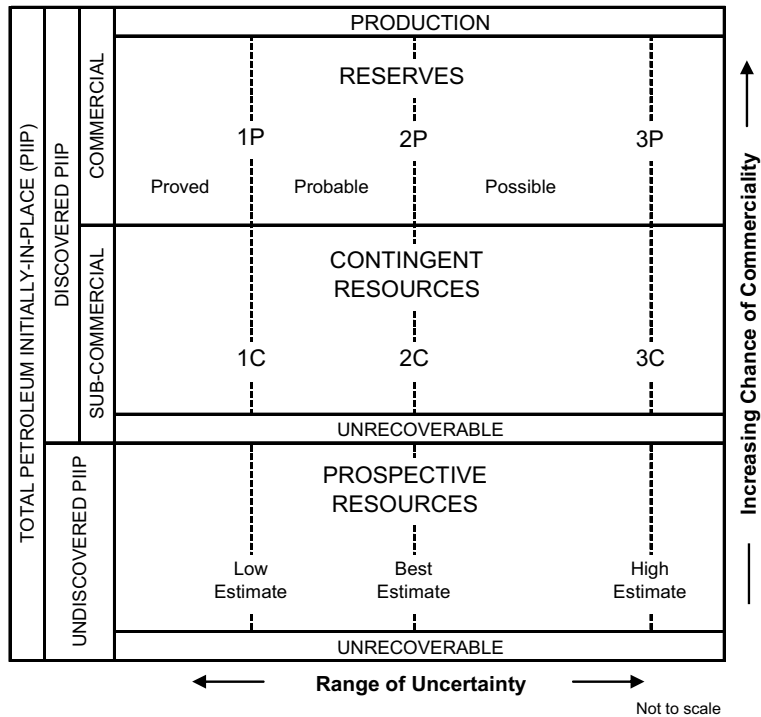 PRODUCTION
RESERVES
1P 2P 3P
Proved Probable Possible
CONTINGENT
RESOURCES
1C 2C 3C
UNRECOVERABLE
PROSPECTIVE
RESOURCES
Low Best High
Estimate Estimate Estimate
UNRECOVERABLE
TOTAL PETROLEUM INITIALLY-IN-PLACE (PIIP)
DISCOVERED PIIP
COMMERCIAL
SUB-COMMERCIAL
UNDISCOVERED PIIP
Increasing Chance of Commerciality
Range of Uncertainty
Not to scale